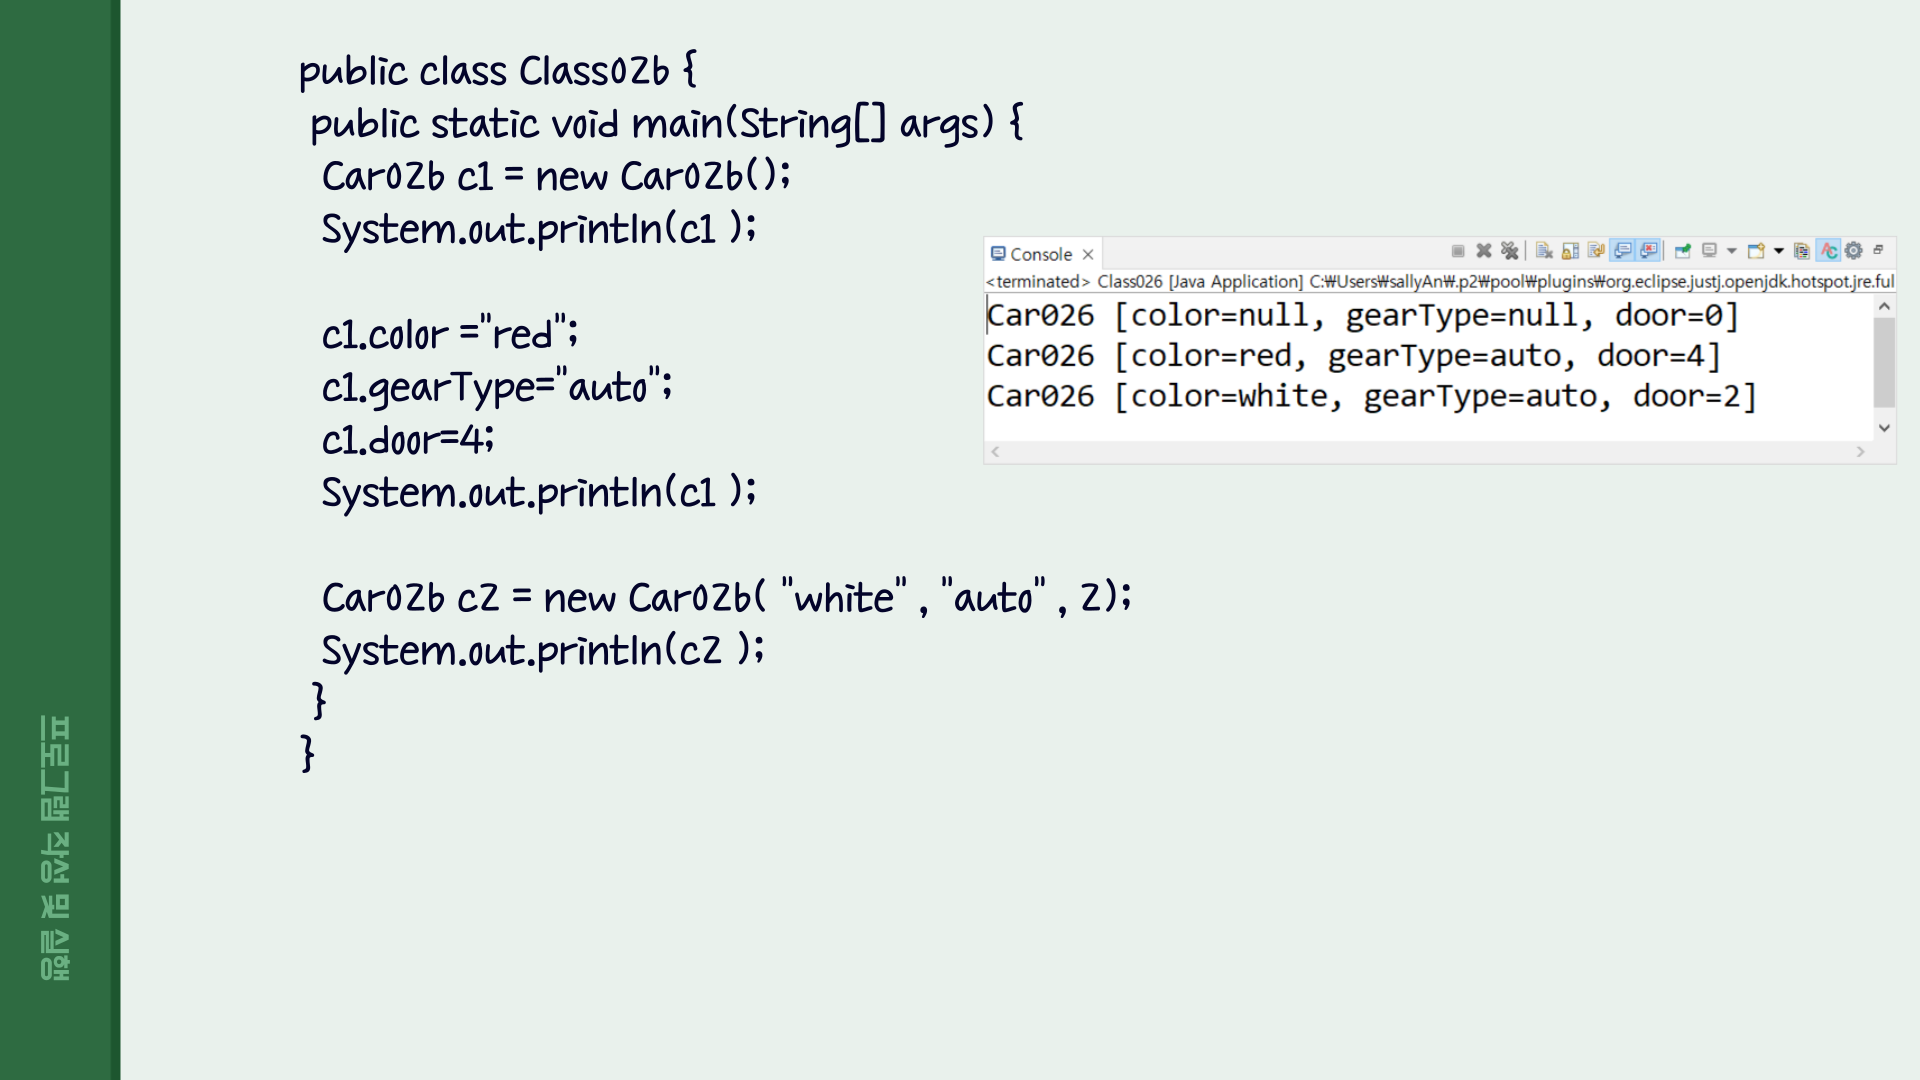 public class Class026 {
public static void main(String[] args) {
Car026 c1 = new Car026();
System.out.println(c1 );
c1.color ="red";
c1.gearType="auto";
c1.door=4;
System.out.println(c1 );
Car026 c2 = new Car026( "white" , "auto" , 2);
System.out.println(c2 );
}
}
Console
<terminated> Class026 [Java Application] C:₩Users₩sallyAn₩.p2₩pool₩plugins₩org.eclipse.justj.openjdk.hotspot.jre.ful
Car026 [color=null, gearType=null, door=0]
Car026 [color=red, gearType=auto, door=4]
Car026 [color=white, gearType=auto, door=2]
프로그램 작성 및 실행